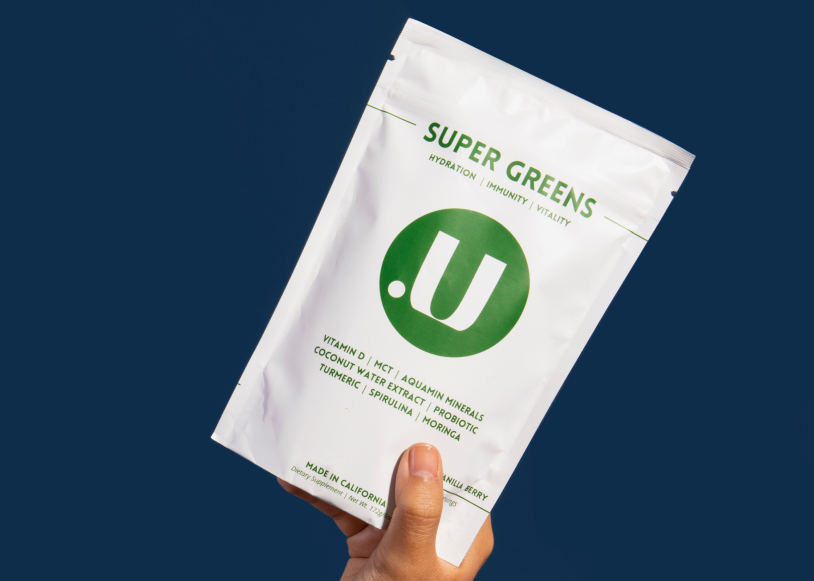 SUPER GREENS
HYDRATION | IMMUNITY | VITALITY
.U
VITAMIN D | MCT | AQUAMIN MINERALS
COCONUT WATER EXTRACT | PROBIOTIC
TURMERIC | SPIRULINA | MORINGA
MADE IN CALIFORNIA BERRY
Dietary Supplement | Net Wt.